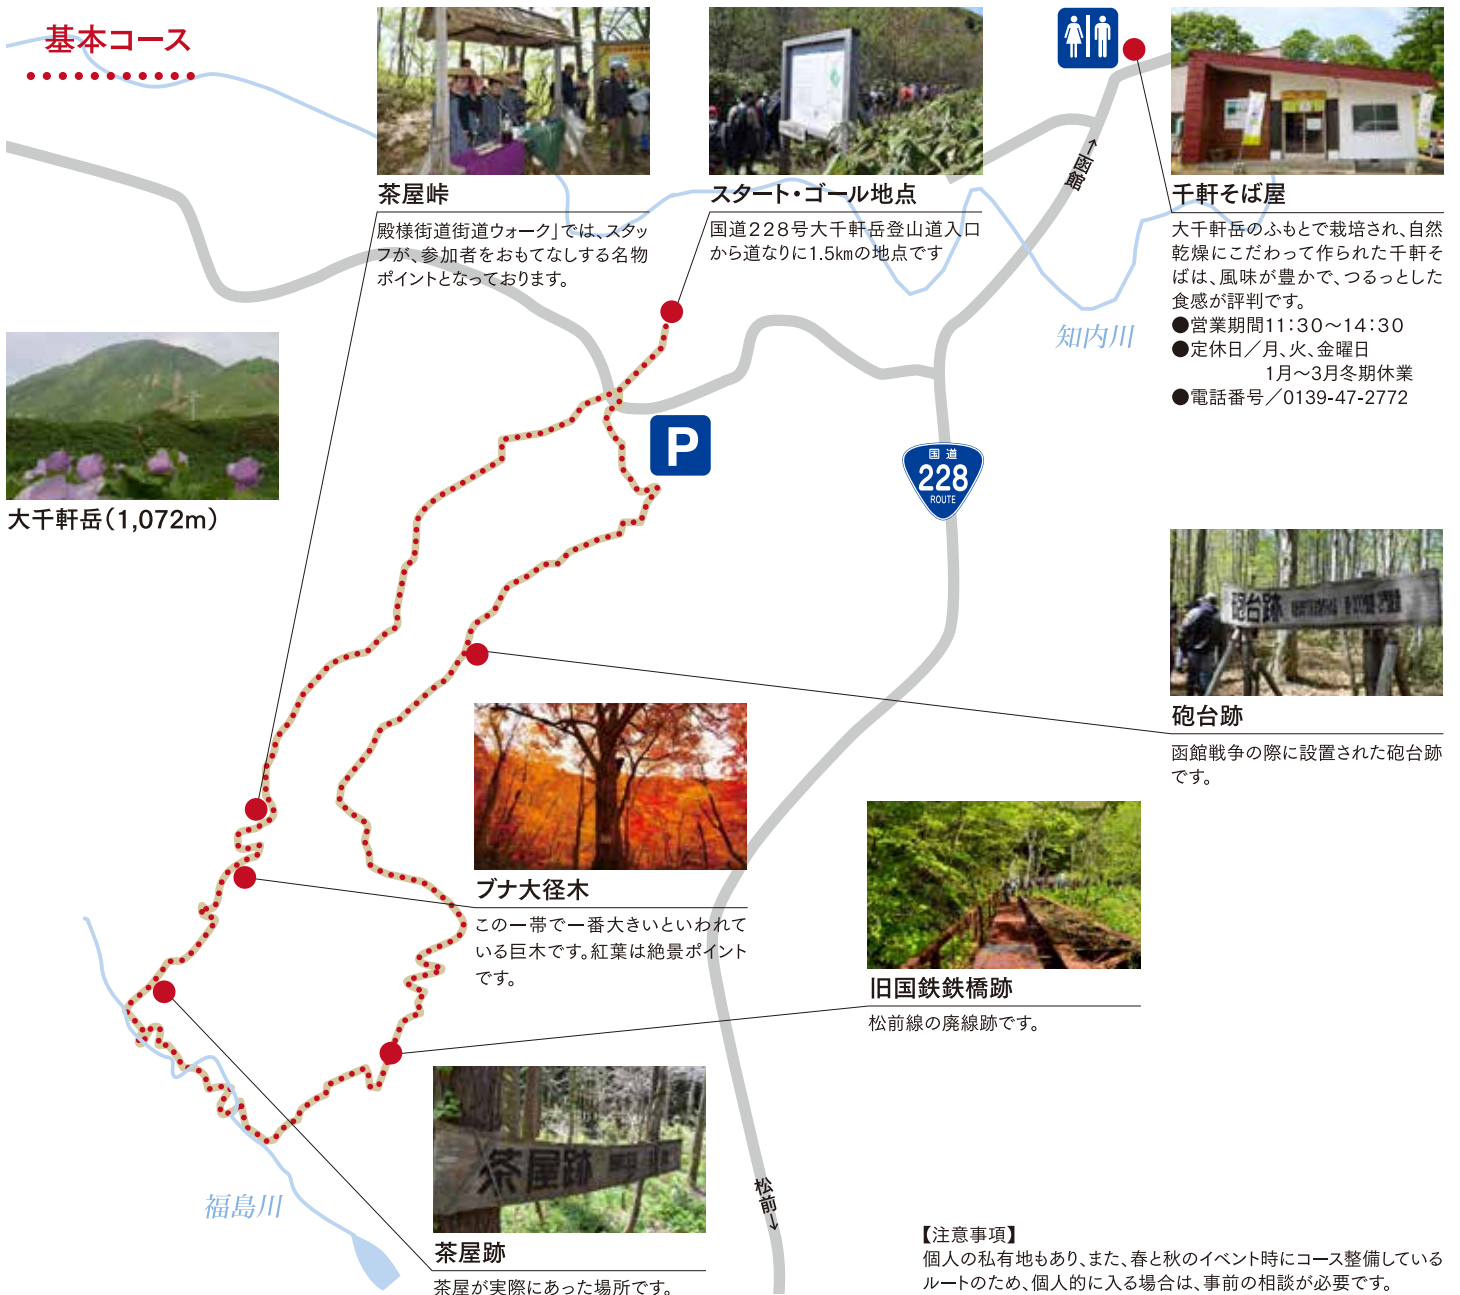 基本コース
茶屋峠
殿様街道街道ウォーク」では、スタッ
フが、参加者をおもてなしする名物
ポイントとなっております。
スタート・ゴール地点
国道228号大千軒岳登山道入口
から道なりに1.5kmの地点です
↑函館
千軒そば屋
大千軒岳のふもとで栽培され、自然
乾燥にこだわって作られた千軒そ
ばは、風味が豊かで、つるっとした
食感が評判です。
●営業期間11:30〜14:30
●定休日／月、火、金曜日
1月〜3月冬期休業
●電話番号／0139-47-2772
知内川
大千軒岳（1,072m）
P
国道
228
ROUTE
砲台跡
砲台跡
函館戦争の際に設置された砲台跡
です。
ブナ大径木
この一帯で一番大きいといわれて
いる巨木です。紅葉は絶景ポイント
です。
旧国鉄鉄橋跡
松前線の廃線跡です。
茶屋跡
茶屋跡
茶屋が実際にあった場所です。
福島川
松前→
【注意事項】
個人の私有地もあり、また、春と秋のイベント時にコース整備している
ルートのため、個人的に入る場合は、事前の相談が必要です。